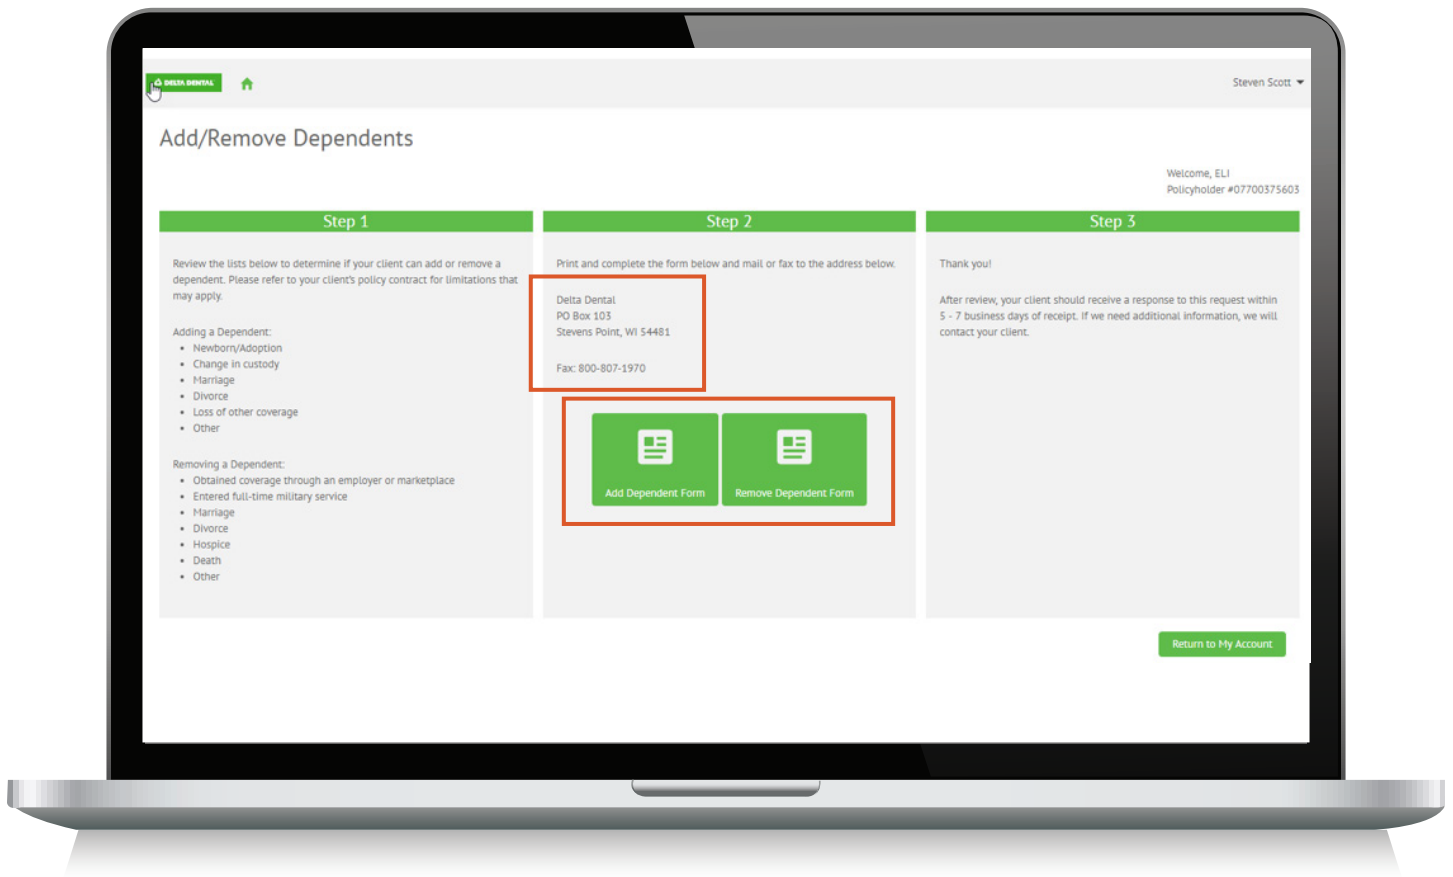 DELTA DENTAL
Steven Scott
Add/Remove Dependents
Welcome, ELI
Policyholder #07700375603
Step 1
Review the lists below to determine if your client can add or remove a
dependent. Please refer to your client's policy contract for limitations that
may apply.
Adding a Dependent:
• Newborn/Adoption
• Change in custody
• Marriage
• Divorce
• Loss of other coverage
• Other
Removing a Dependent:
• Obtained coverage through an employer or marketplace
• Entered full-time military service
• Marriage
• Divorce
• Hospice
• Death
• Other
Step 2
Print and complete the form below and mail or fax to the address below.
Delta Dental
PO Box 103
Stevens Point, WI 54481
Fax: 800-807-1970
Add Dependent Form
Remove Dependent Form
Step 3
Thank you!
After review, your client should receive a response to this request within
5 - 7 business days of receipt. If we need additional information, we will
contact your client.
Return to My Account